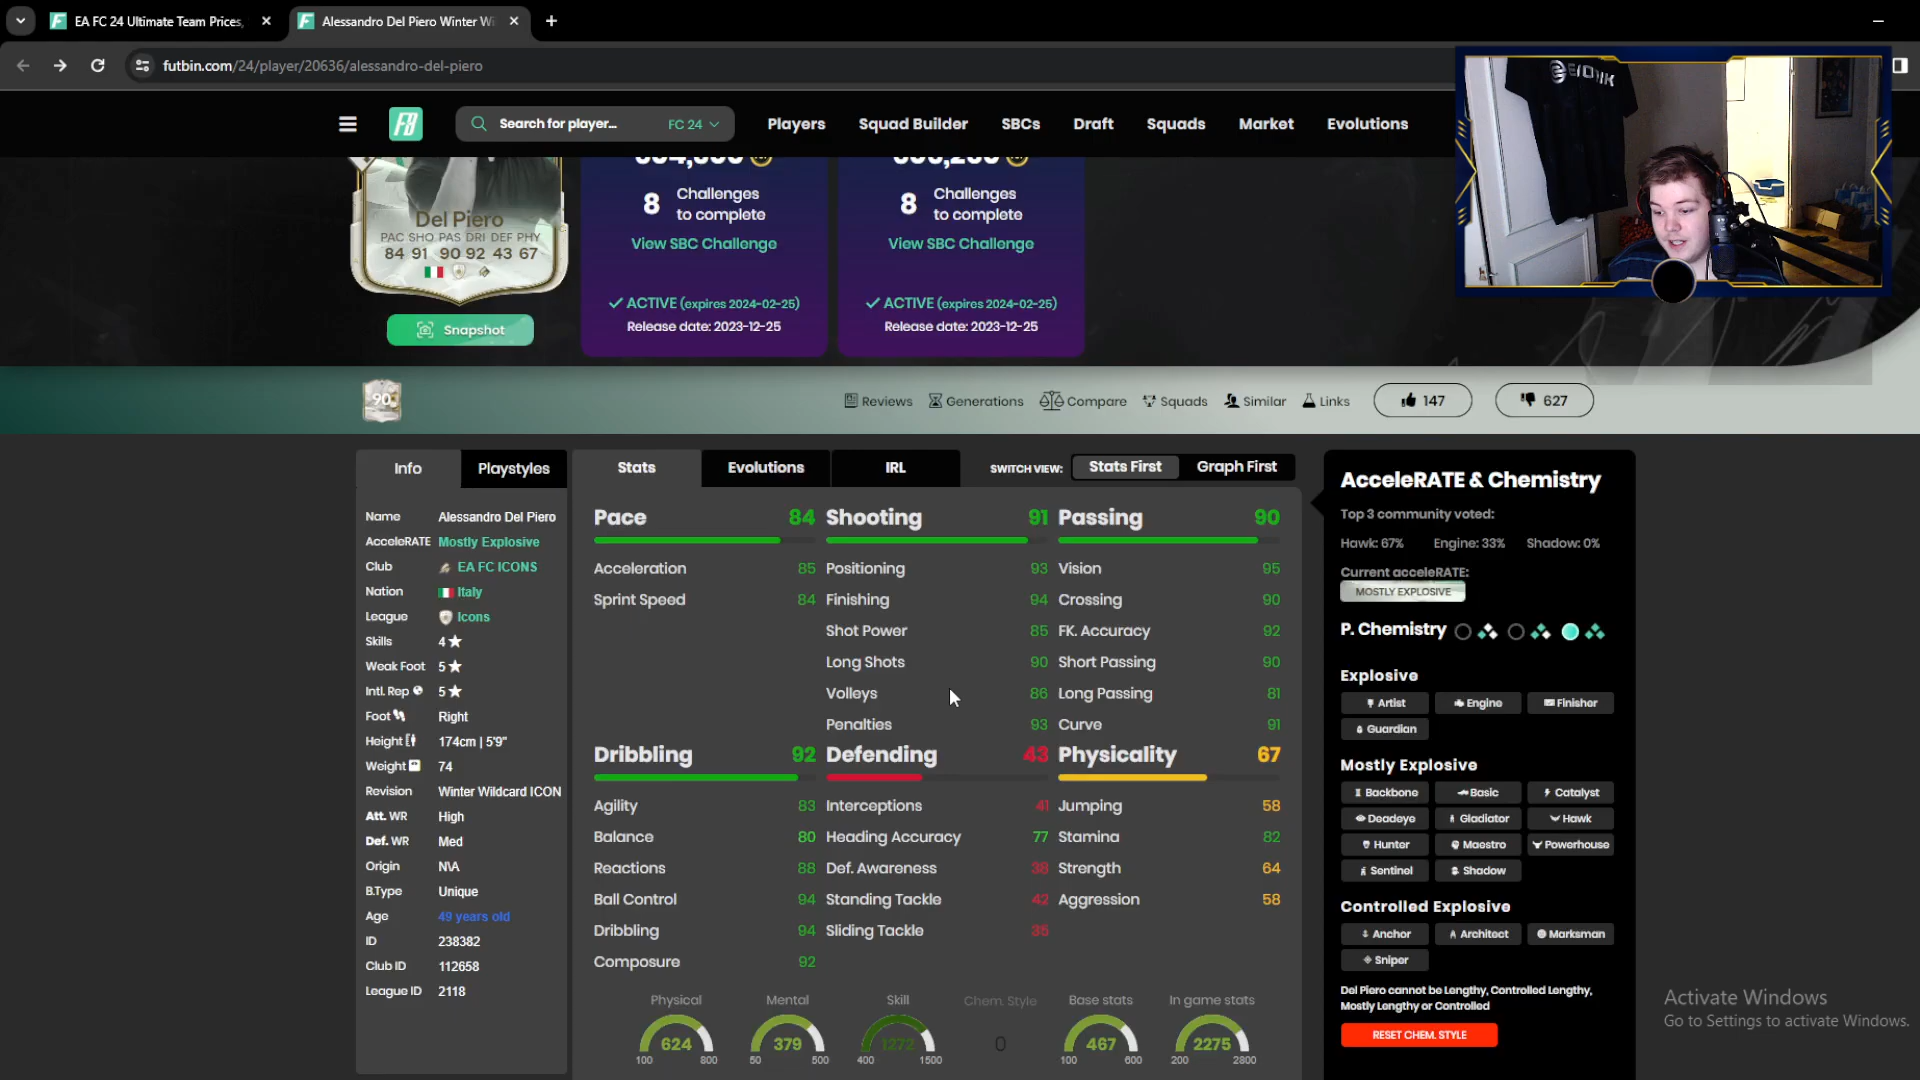 EA FC 24 Ultimate Team Prices,
Alessandro Del Piero Winter Wi
futbin.com/24/player/20636/alessandro-del-piero
FB
Search for player...
FC 24
Players
Squad Builder
SBCs
Draft
Squads
Market
Evolutions
Del Piero
PAC SHO PAS DRI DEF PHY
84 91 90 92 43 67
Snapshot
8 Challenges
to complete
View SBC Challenge
ACTIVE (expires 2024-02-25)
Release date: 2023-12-25
8 Challenges
to complete
View SBC Challenge
ACTIVE (expires 2024-02-25)
Release date: 2023-12-25
90
Reviews
Generations
Compare
Squads
Similar
Links
147
627
Info
Playstyles
Name Alessandro Del Piero
AcceleRATE Mostly Explosive
Club EA FC ICONS
Nation Italy
League Icons
Skills 4
Weak Foot 5
Intl. Rep 5
Foot Right
Height 174cm | 5'9"
Weight 74
Revision Winter Wildcard ICON
Att. WR High
Def. WR Med
Origin N\A
B.Type Unique
Age 49 years old
ID 238382
Club ID 112658
League ID 2118
Stats
Evolutions
IRL
SWITCH VIEW:
Stats First
Graph First
Pace 84
Acceleration 85
Sprint Speed 84
Shooting 91
Positioning 93
Finishing 94
Shot Power 85
Long Shots 90
Volleys 86
Penalties 93
Passing 90
Vision 95
Crossing 90
FK. Accuracy 92
Short Passing 90
Long Passing 81
Curve 91
Dribbling 92
Agility 83
Balance 80
Reactions 88
Ball Control 94
Dribbling 94
Composure 92
Defending 43
Interceptions 41
Heading Accuracy 77
Def. Awareness 38
Standing Tackle 42
Sliding Tackle 35
Physicality 67
Jumping 58
Stamina 82
Strength 64
Aggression 58
Physical
624
100 800
Mental
379
50 500
Skill
1272
400 1500
Chem. Style
0
Base stats
467
100 600
In game stats
2275
200 2800
AcceleRATE & Chemistry
Top 3 community voted:
Hawk: 67% Engine: 33% Shadow: 0%
Current acceleRATE:
MOSTLY EXPLOSIVE
P. Chemistry
Explosive
Artist Engine Finisher
Guardian
Mostly Explosive
Backbone Basic Catalyst
Deadeye Gladiator Hawk
Hunter Maestro Powerhouse
Sentinel Shadow
Controlled Explosive
Anchor Architect Marksman
Sniper
Del Piero cannot be Lengthy, Controlled Lengthy,
Mostly Lengthy or Controlled
RESET CHEM. STYLE
Activate Windows
Go to Settings to activate Windows.